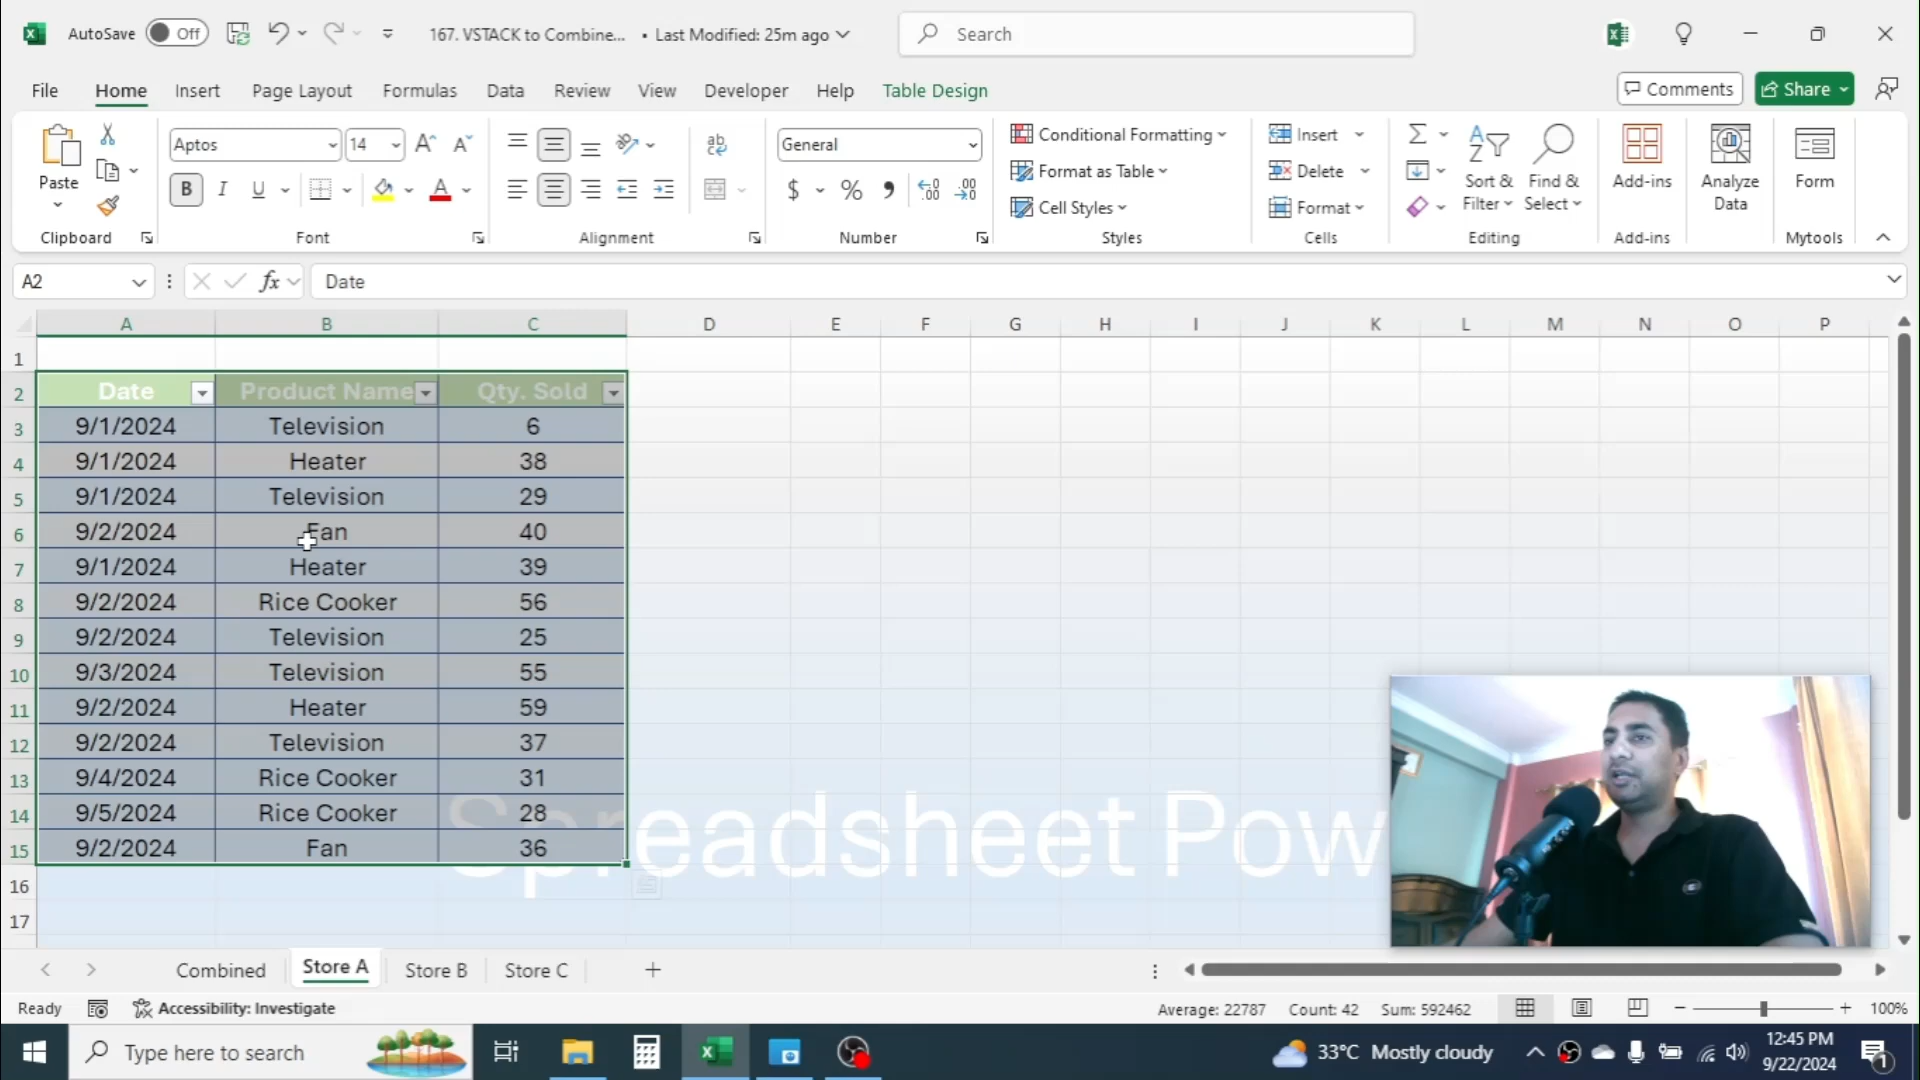 AutoSave Off 167. VSTACK to Combine... • Last Modified: 25m ago Search
File Home Insert Page Layout Formulas Data Review View Developer Help Table Design Comments Share
Paste Aptos 14 General Conditional Formatting Insert Sort & Filter Find & Select Add-ins Analyze Data Form
B I U A $ % Format as Table Delete
Cell Styles Format
Clipboard Font Alignment Number Styles Cells Editing Add-ins Mytools
A2 fx Date
A B C D E F G H I J K L M N O P
1
2 Date Product Name Qty. Sold
3 9/1/2024 Television 6
4 9/1/2024 Heater 38
5 9/1/2024 Television 29
6 9/2/2024 Fan 40
7 9/1/2024 Heater 39
8 9/2/2024 Rice Cooker 56
9 9/2/2024 Television 25
10 9/3/2024 Television 55
11 9/2/2024 Heater 59
12 9/2/2024 Television 37
13 9/4/2024 Rice Cooker 31
14 9/5/2024 Rice Cooker 28
15 9/2/2024 Fan 36
Spreadsheet Pow
16
17
Combined Store A Store B Store C
Ready Accessibility: Investigate Average: 22787 Count: 42 Sum: 592462 100%
Type here to search 33°C Mostly cloudy 12:45 PM
9/22/2024 1